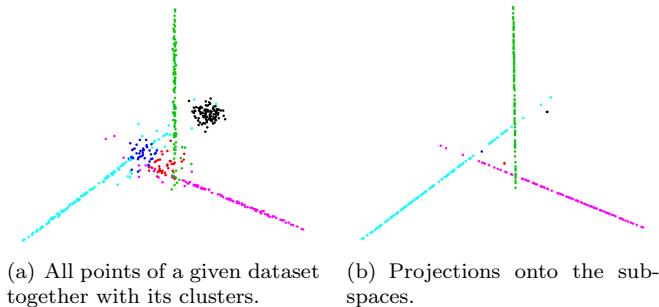 (a) All points of a given dataset
together with its clusters.
(b) Projections onto the sub-
spaces.